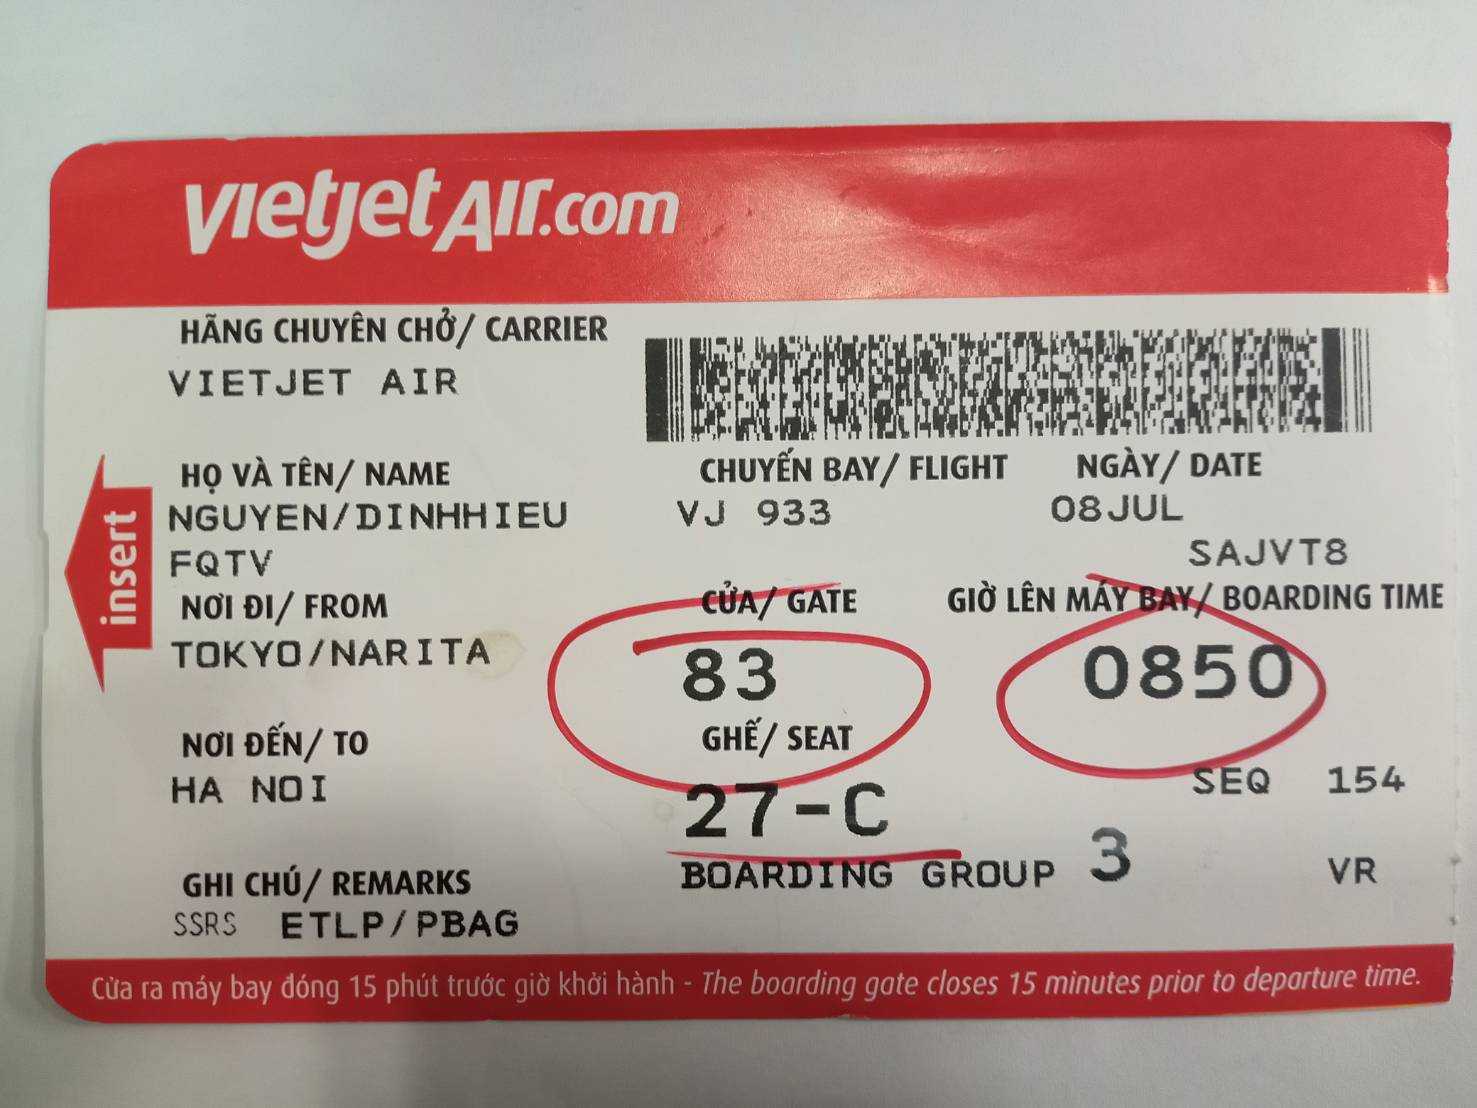 vietjetAir.com
HÃNG CHUYÊN CHỞ/ CARRIER
VIETJET AIR
HỌ VÀ TÊN/ NAME
CHUYẾN BAY/ FLIGHT
NGÀY/ DATE
NGUYEN/DINHHIEU
VJ 933
08JUL
insert
FQTV
SAJVT8
NƠI ĐI/ FROM
CỬA/ GATE
GIỜ LÊN MÁY BAY/ BOARDING TIME
TOKYO/NARITA
83
0850
NƠI ĐẾN/ TO
GHẾ/ SEAT
HA NOI
27-C
SEQ 154
GHI CHÚ/ REMARKS
BOARDING GROUP 3
VR
SSRS ETLP/PBAG
Cửa ra máy bay đóng 15 phút trước giờ khởi hành - The boarding gate closes 15 minutes prior to departure time.